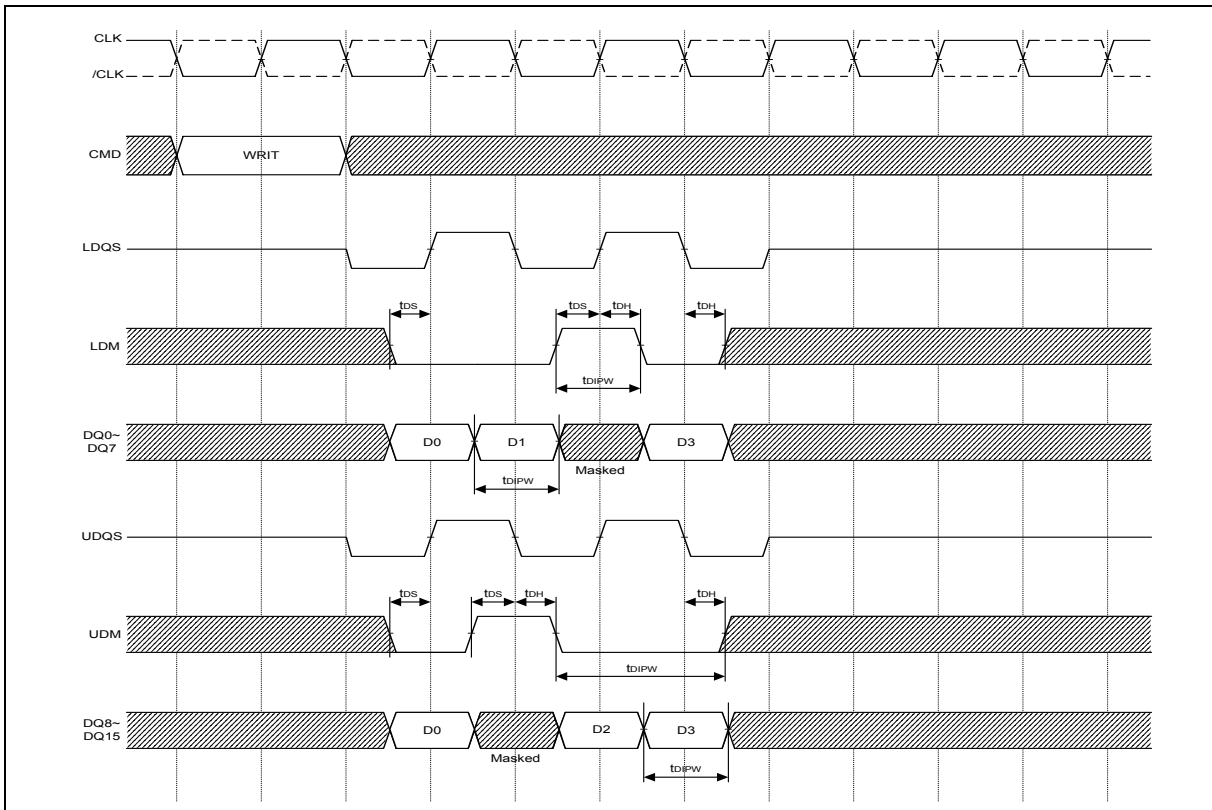 CLK
/CLK
CMD
WRIT
LDQS
tDS
tDS
tDH
tDH
LDM
tDIPW
DQ0~
DQ7
D0
D1
D3
Masked
tDIPW
UDQS
tDS
tDS
tDH
tDH
UDM
tDIPW
DQ8~
DQ15
D0
D2
D3
Masked
tDIPW